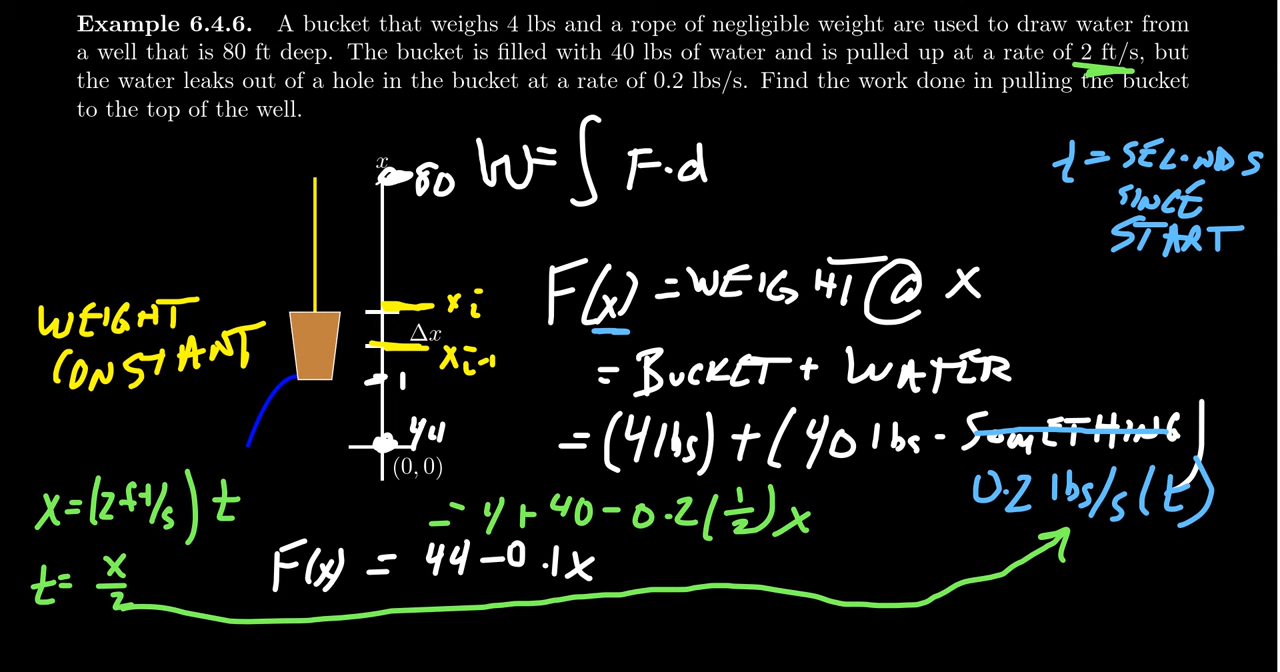 Example 6.4.6. A bucket that weighs 4 lbs and a rope of negligible weight are used to draw water from
a well that is 80 ft deep. The bucket is filled with 40 lbs of water and is pulled up at a rate of 2 ft/s, but
the water leaks out of a hole in the bucket at a rate of 0.2 lbs/s. Find the work done in pulling the bucket
to the top of the well.
x
80
W = ∫ F·d
t = SECONDS
SINCE
START
F(x) = WEIGHT @ x
WEIGHT
CONSTANT
xᵢ
Δx
xᵢ₋₁
1
= BUCKET + WATER
44
(0, 0)
= (4 lbs) + (40 lbs - SOMETHING)
0.2 lbs/s (t)
x = (2 ft/s) t
= 4 + 40 - 0.2(1/2)x
F(x) = 44 - 0.1x
t = x/2